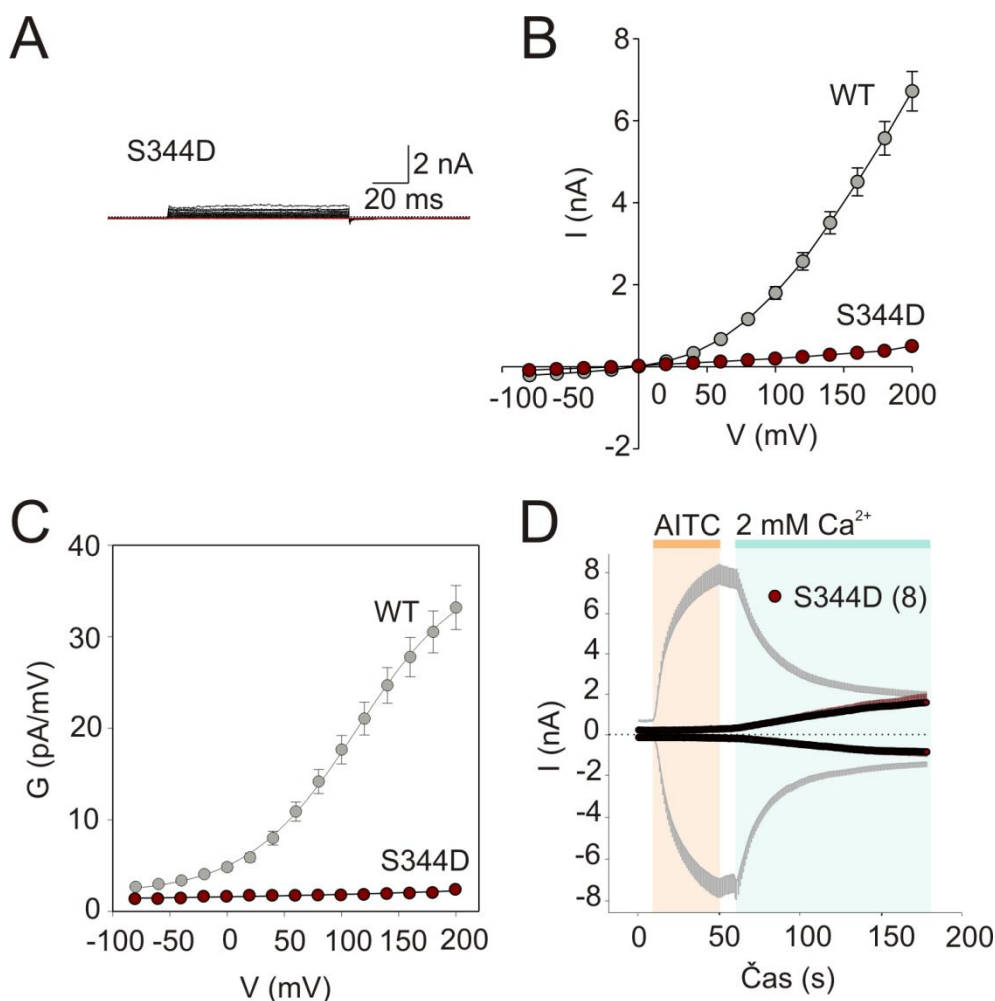 A
S344D
2 nA
20 ms
B
8
6
4
2
-2
I (nA)
WT
S344D
-100
-50
0
50
100
150
200
V (mV)
C
40
30
20
10
0
G (pA/mV)
WT
S344D
-100
-50
0
50
100
150
200
V (mV)
D
AITC
2 mM Ca²⁺
S344D (8)
8
6
4
2
0
-2
-4
-6
-8
I (nA)
0
50
100
150
200
Čas (s)